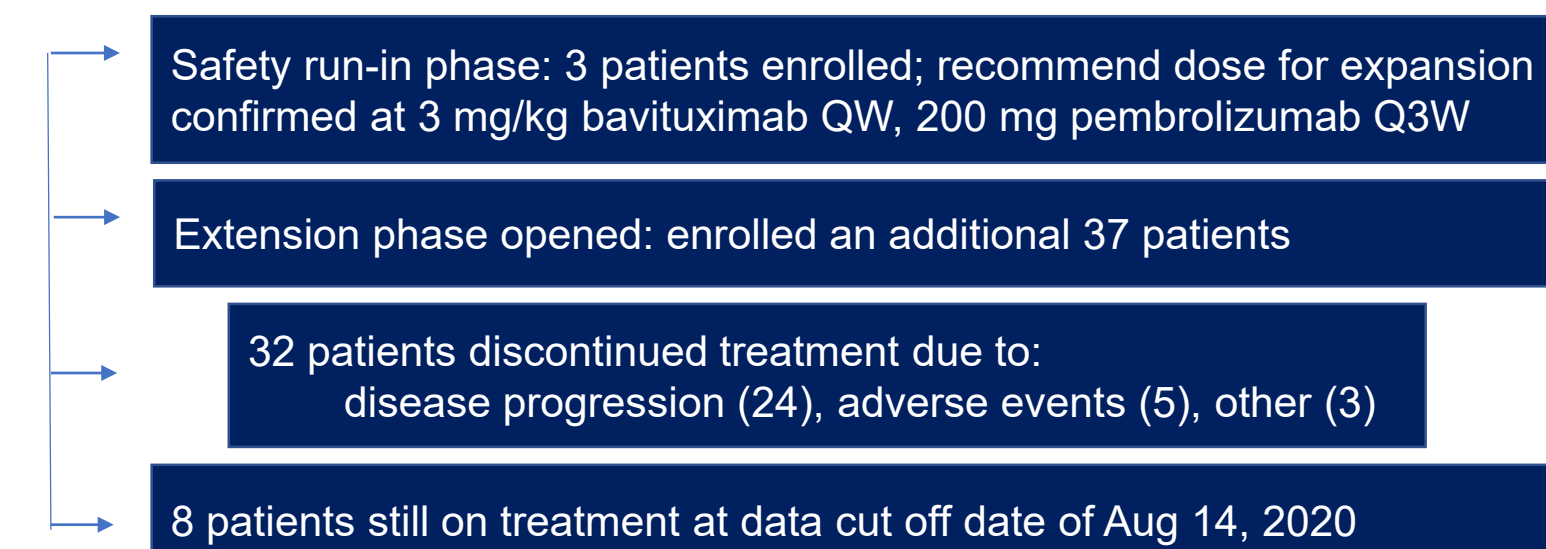 Safety run-in phase: 3 patients enrolled; recommend dose for expansion
confirmed at 3 mg/kg bavituximab QW, 200 mg pembrolizumab Q3W
Extension phase opened: enrolled an additional 37 patients
32 patients discontinued treatment due to:
disease progression (24), adverse events (5), other (3)
8 patients still on treatment at data cut off date of Aug 14, 2020